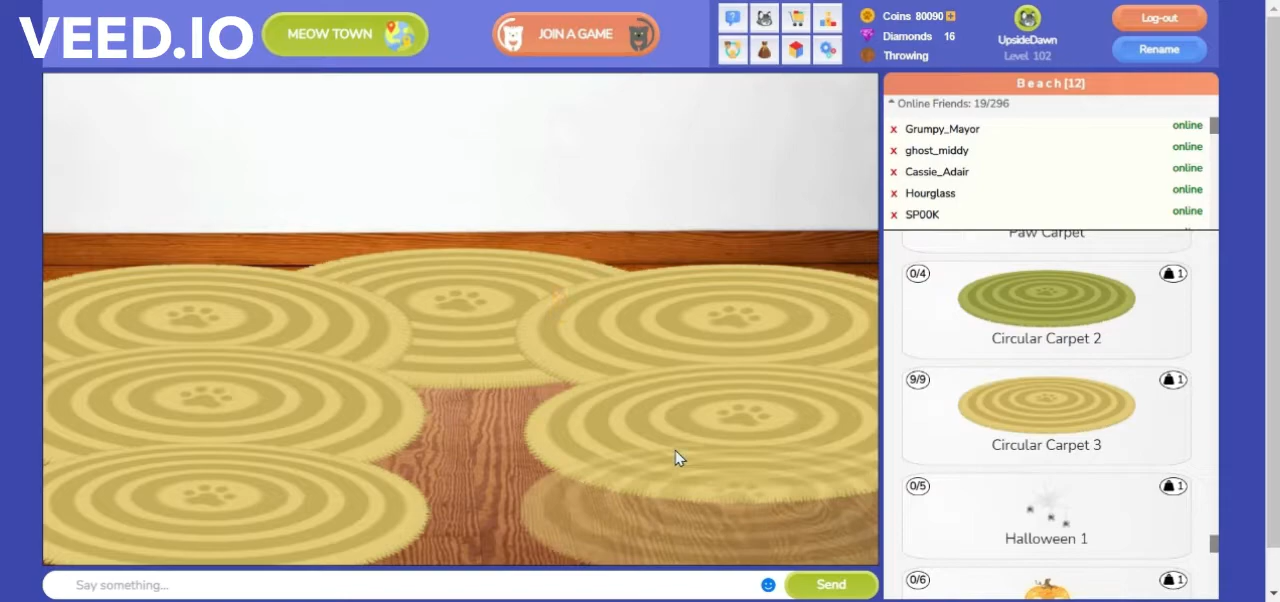 VEED.IO
MEOW TOWN
JOIN A GAME
Coins 80090
Diamonds 16
Throwing
UpsideDawn
Level 102
Log-out
Rename
Beach[12]
Online Friends: 19/296
x Grumpy_Mayor online
x ghost_middy online
x Cassie_Adair online
x Hourglass online
x SP00K online
Paw Carpet
0/4 1
Circular Carpet 2
9/9 1
Circular Carpet 3
0/5 1
Halloween 1
0/6 1
Say something...
Send